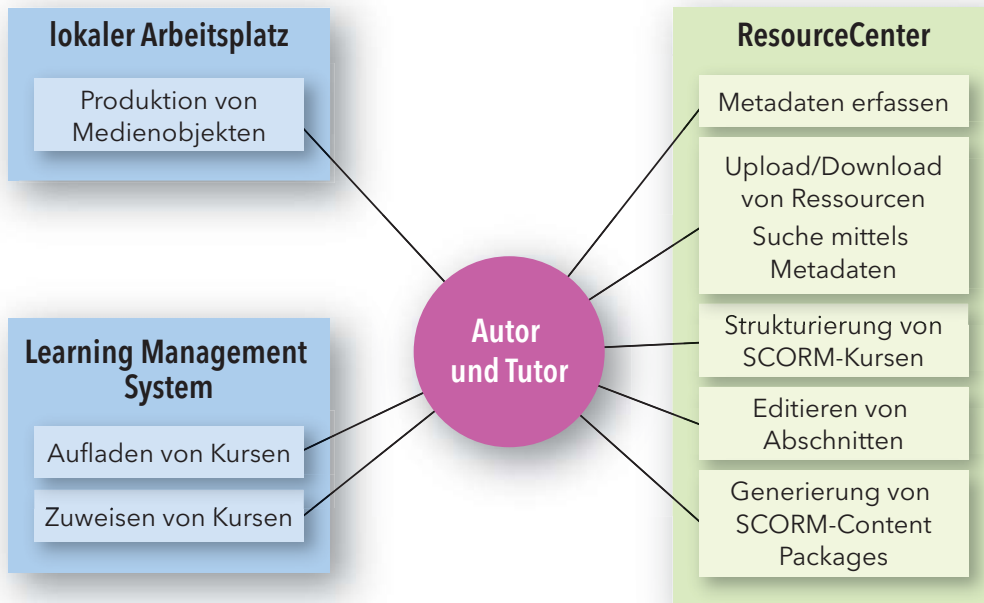 lokaler Arbeitsplatz
Produktion von
Medienobjekten
Learning Management
System
Aufladen von Kursen
Zuweisen von Kursen
Autor
und Tutor
ResourceCenter
Metadaten erfassen
Upload/Download
von Ressourcen
Suche mittels
Metadaten
Strukturierung von
SCORM-Kursen
Editieren von
Abschnitten
Generierung von
SCORM-Content
Packages